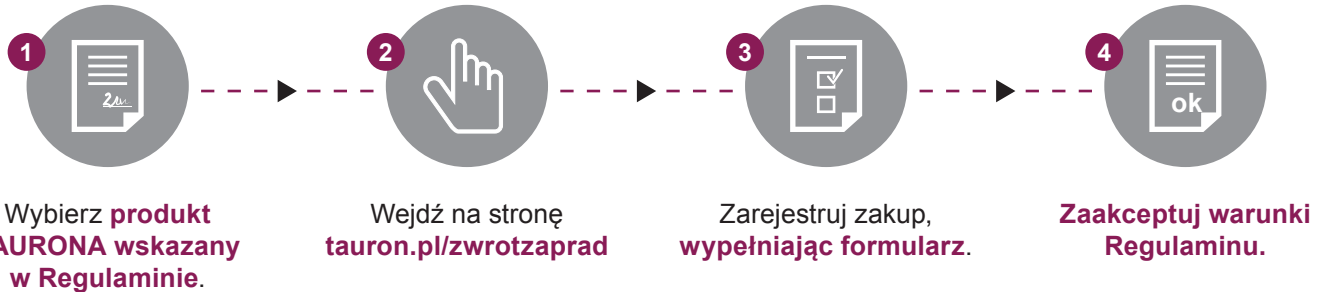 1
2
3
4
ok
Wybierz produkt
AURONA wskazany
w Regulaminie.
Wejdź na stronę
tauron.pl/zwrotzaprad
Zarejestruj zakup,
wypełniając formularz.
Zaakceptuj warunki
Regulaminu.